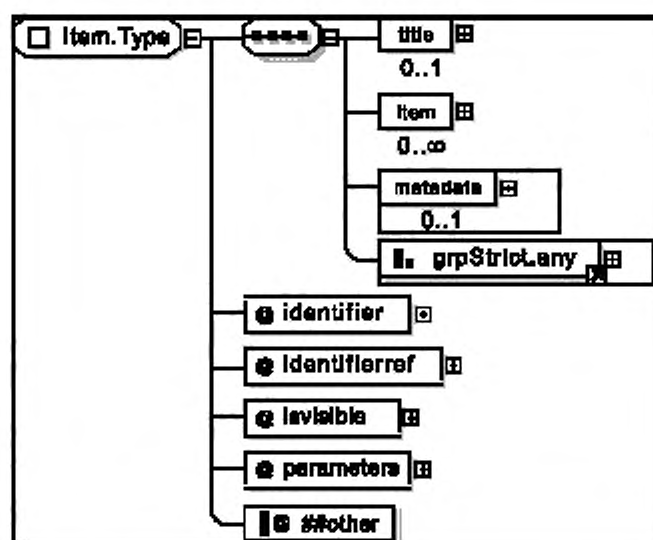 Item.Type
title
0..1
item
0..∞
metadata
0..1
grpStrict.any
@ identifier
@ identifierref
@ isvisible
@ parameters
@ ##other